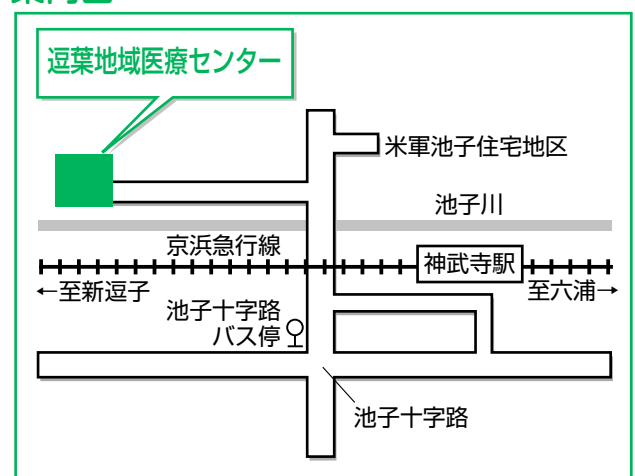 逗葉地域医療センター
米軍池子住宅地区
池子川
京浜急行線
神武寺駅
←至新逗子
至六浦→
池子十字路
バス停
池子十字路